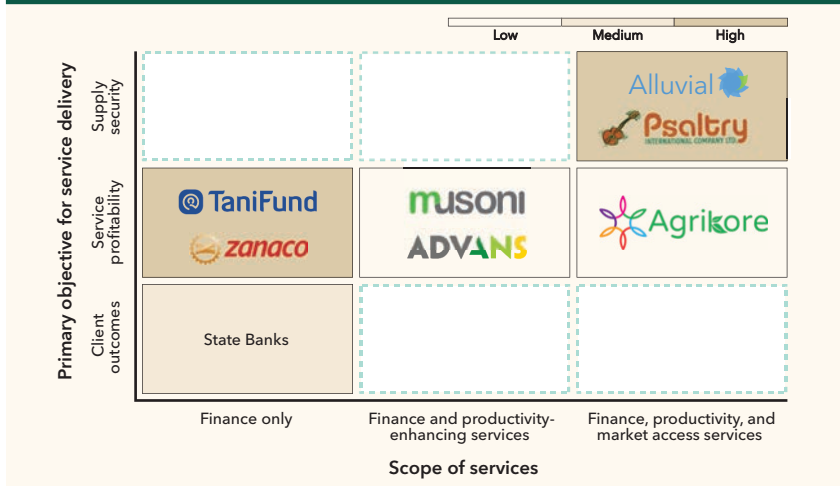 Low Medium High
Primary objective for service delivery
Supply
security
Alluvial
Psaltry
INTERNATIONAL COMPANY LTD.
Service
profitability
TaniFund
zanaco
musoni
ADVANS
Agrikore
Client
outcomes
State Banks
Finance only
Finance and productivity-
enhancing services
Finance, productivity, and
market access services
Scope of services